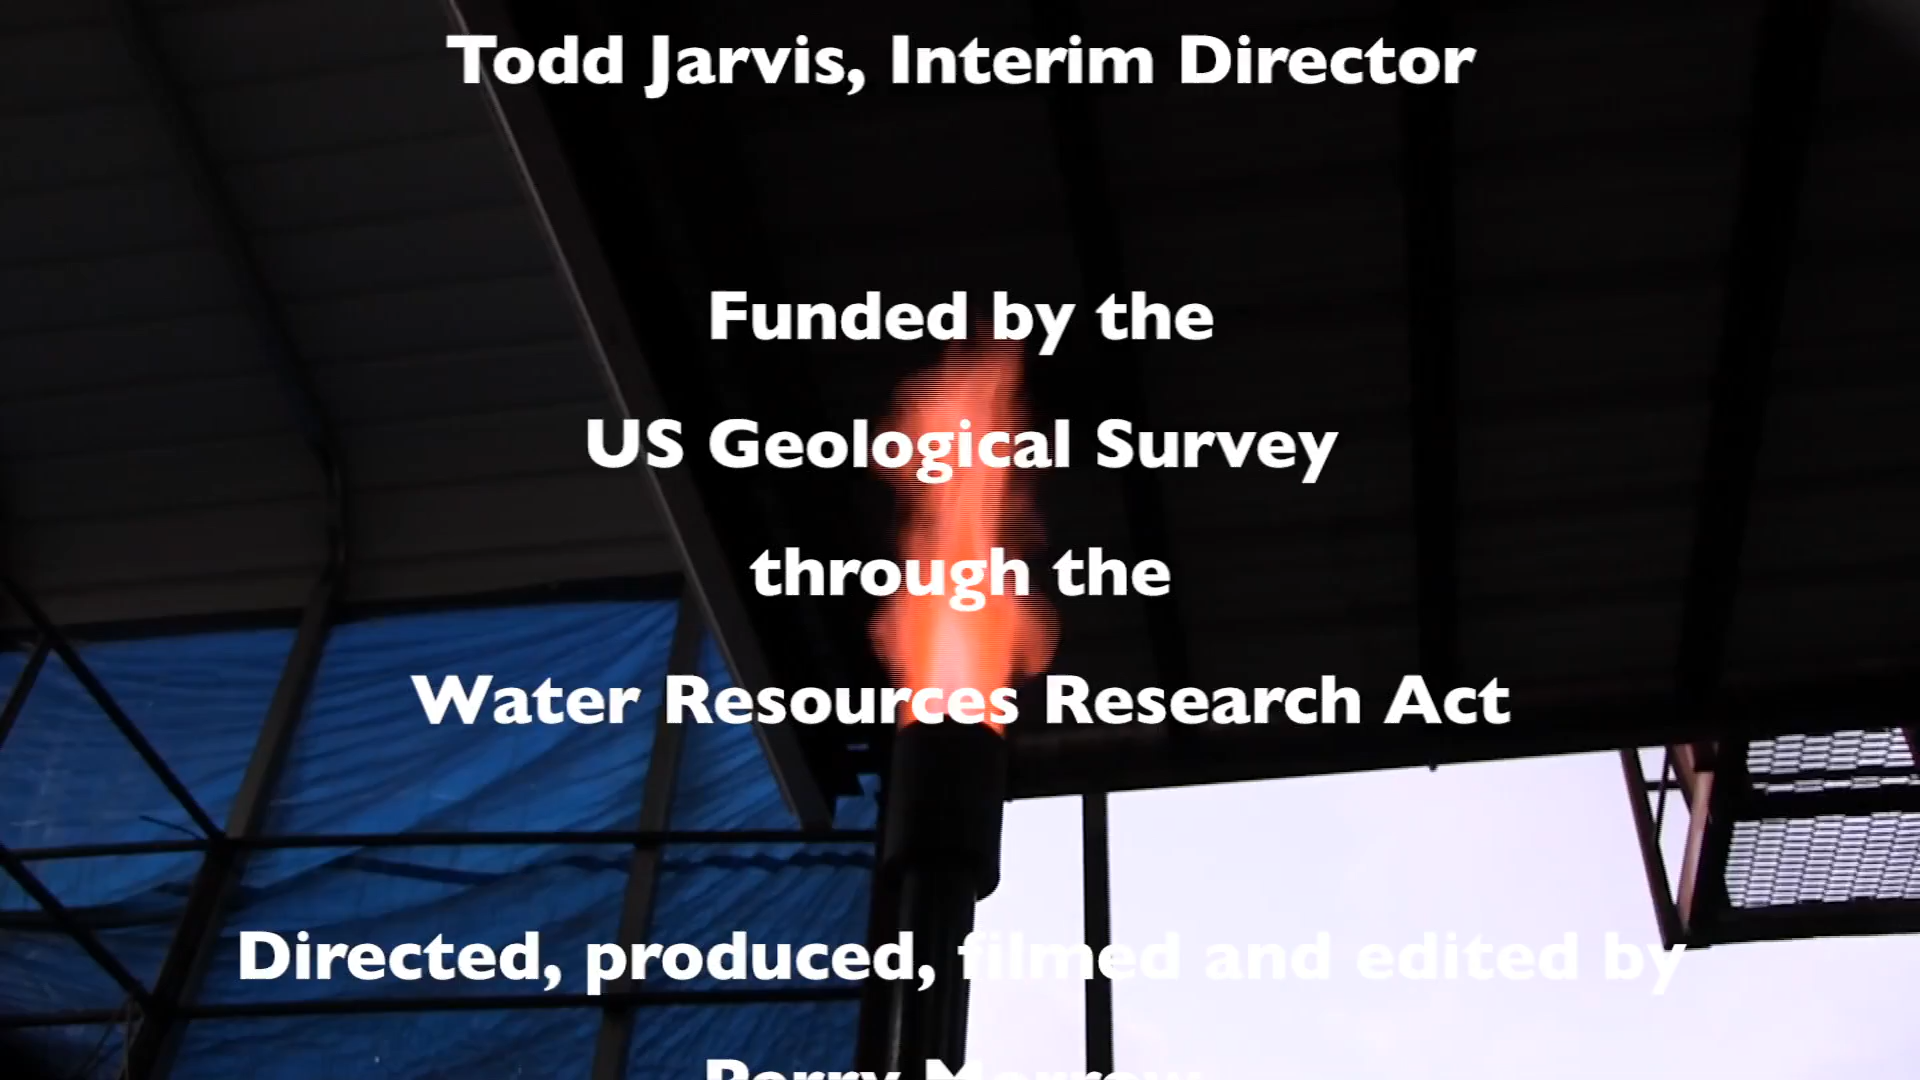 Todd Jarvis, Interim Director
Funded by the
US Geological Survey
through the
Water Resources Research Act
Directed, produced, filmed and edited by